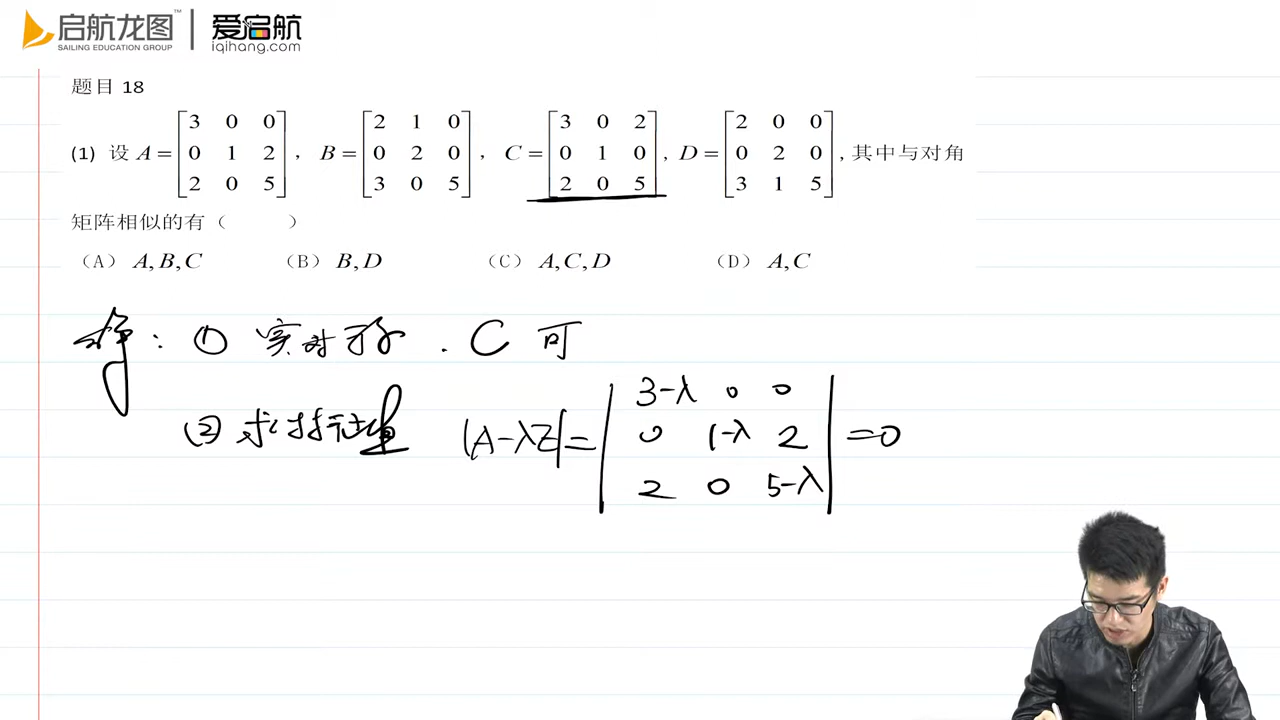 启航龙图™ | 爱启航
SAILING EDUCATION GROUP iqihang.com
题目 18
(1) 设 A = [3 0 0; 0 1 2; 2 0 5], B = [2 1 0; 0 2 0; 3 0 5], C = [3 0 2; 0 1 0; 2 0 5], D = [2 0 0; 0 2 0; 3 1 5], 其中与对角
矩阵相似的有（ ）
（A） A, B, C （B） B, D （C） A, C, D （D） A, C
解: ① 实对称. C 可
② 求特征值 |A-λE| = |3-λ 0 0; 0 1-λ 2; 2 0 5-λ| = 0